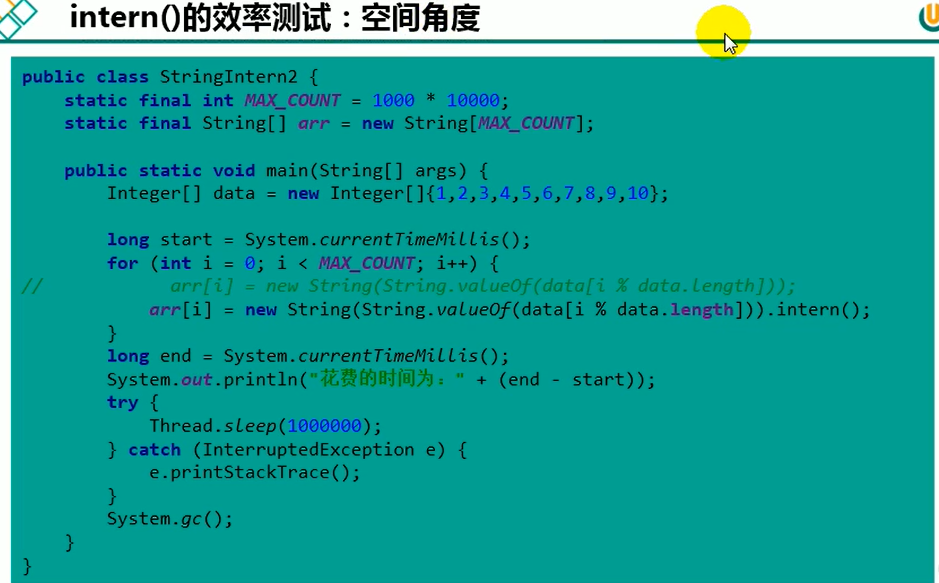 intern()的效率测试：空间角度
public class StringIntern2 {
static final int MAX_COUNT = 1000 * 10000;
static final String[] arr = new String[MAX_COUNT];
public static void main(String[] args) {
Integer[] data = new Integer[]{1,2,3,4,5,6,7,8,9,10};
long start = System.currentTimeMillis();
for (int i = 0; i < MAX_COUNT; i++) {
// arr[i] = new String(String.valueOf(data[i % data.length]));
arr[i] = new String(String.valueOf(data[i % data.length])).intern();
}
long end = System.currentTimeMillis();
System.out.println("花费的时间为：" + (end - start));
try {
Thread.sleep(1000000);
} catch (InterruptedException e) {
e.printStackTrace();
}
System.gc();
}
}